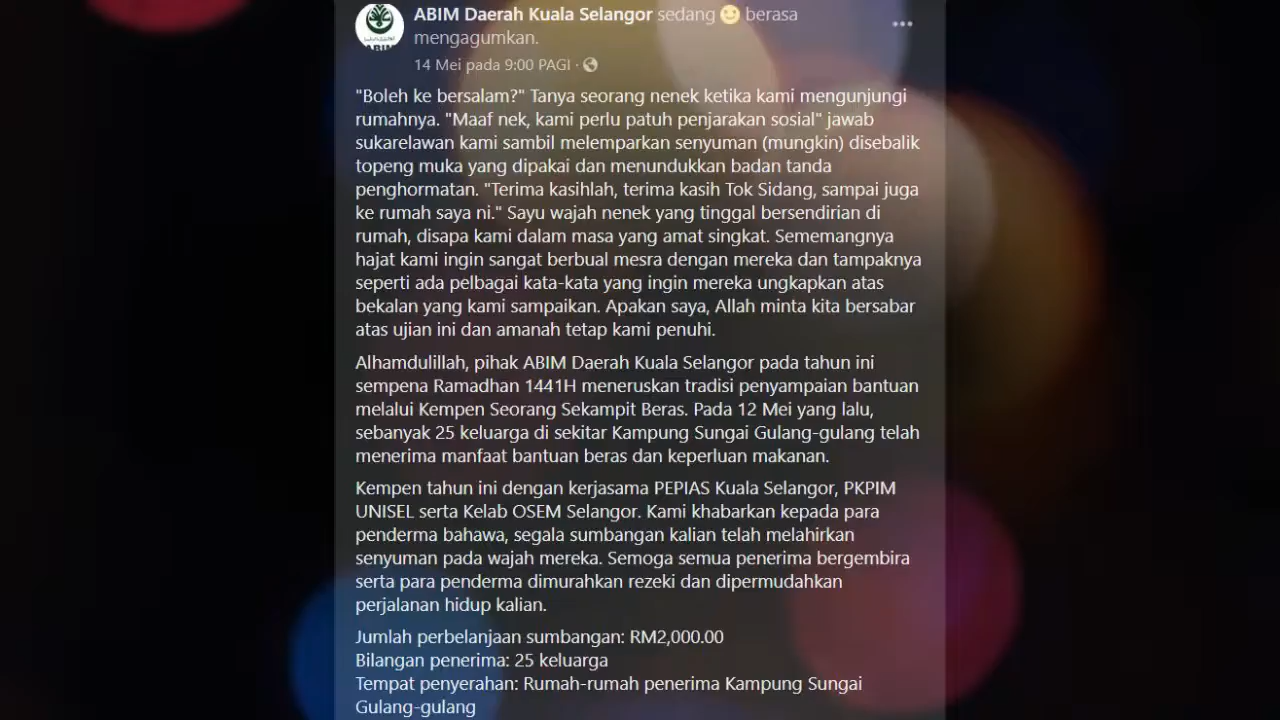 ABIM Daerah Kuala Selangor sedang 😊 berasa
mengagumkan.
14 Mei pada 9:00 PAGI ·
"Boleh ke bersalam?" Tanya seorang nenek ketika kami mengunjungi
rumahnya. "Maaf nek, kami perlu patuh penjarakan sosial" jawab
sukarelawan kami sambil melemparkan senyuman (mungkin) disebalik
topeng muka yang dipakai dan menundukkan badan tanda
penghormatan. "Terima kasihlah, terima kasih Tok Sidang, sampai juga
ke rumah saya ni." Sayu wajah nenek yang tinggal bersendirian di
rumah, disapa kami dalam masa yang amat singkat. Sememangnya
hajat kami ingin sangat berbual mesra dengan mereka dan tampaknya
seperti ada pelbagai kata-kata yang ingin mereka ungkapkan atas
bekalan yang kami sampaikan. Apakan saya, Allah minta kita bersabar
atas ujian ini dan amanah tetap kami penuhi.
Alhamdulillah, pihak ABIM Daerah Kuala Selangor pada tahun ini
sempena Ramadhan 1441H meneruskan tradisi penyampaian bantuan
melalui Kempen Seorang Sekampit Beras. Pada 12 Mei yang lalu,
sebanyak 25 keluarga di sekitar Kampung Sungai Gulang-gulang telah
menerima manfaat bantuan beras dan keperluan makanan.
Kempen tahun ini dengan kerjasama PEPIAS Kuala Selangor, PKPIM
UNISEL serta Kelab OSEM Selangor. Kami khabarkan kepada para
penderma bahawa, segala sumbangan kalian telah melahirkan
senyuman pada wajah mereka. Semoga semua penerima bergembira
serta para penderma dimurahkan rezeki dan dipermudahkan
perjalanan hidup kalian.
Jumlah perbelanjaan sumbangan: RM2,000.00
Bilangan penerima: 25 keluarga
Tempat penyerahan: Rumah-rumah penerima Kampung Sungai
Gulang-gulang